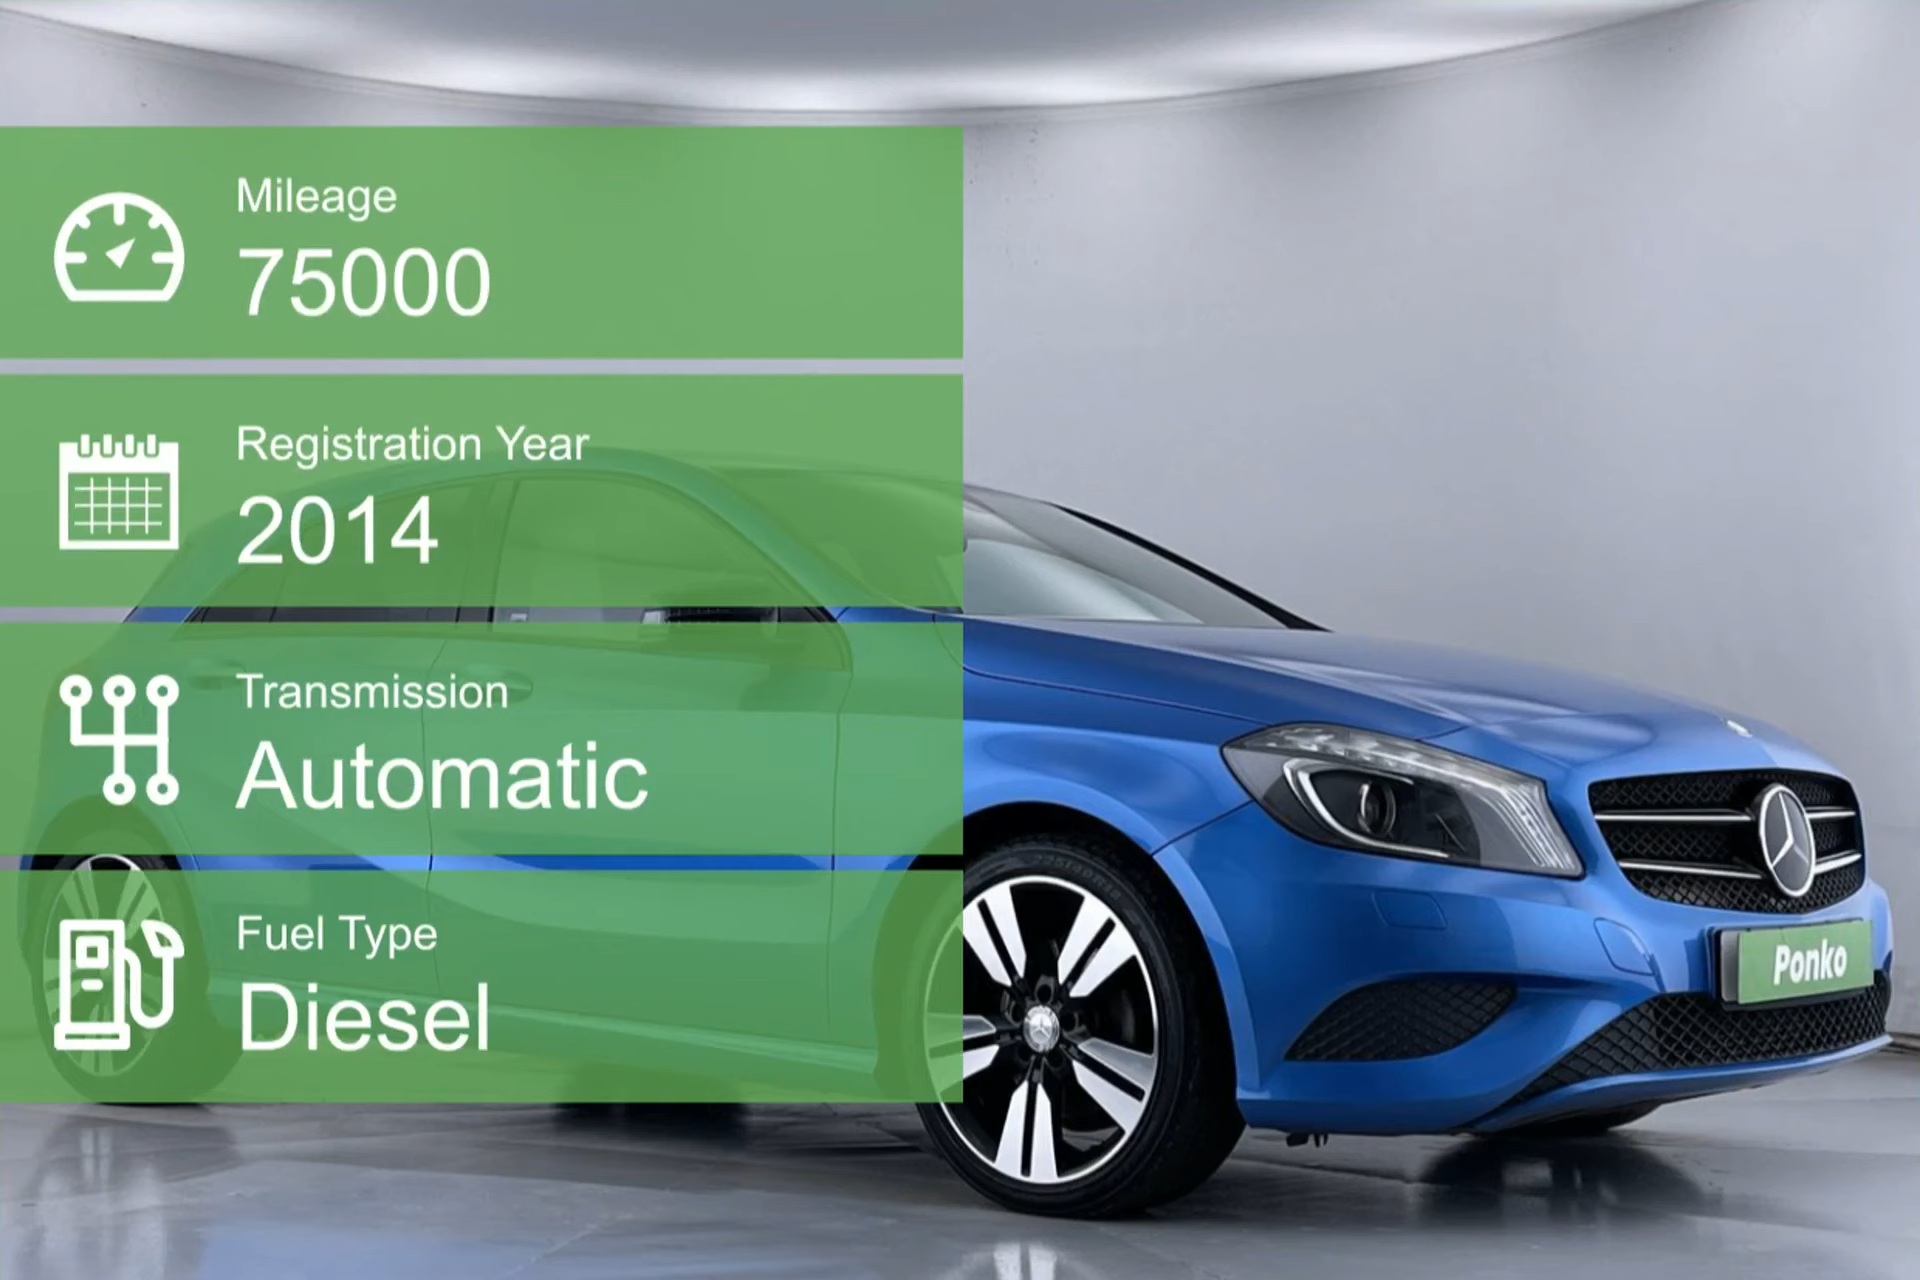 Mileage
75000
Registration Year
2014
Transmission
Automatic
Fuel Type
Diesel
Ponko